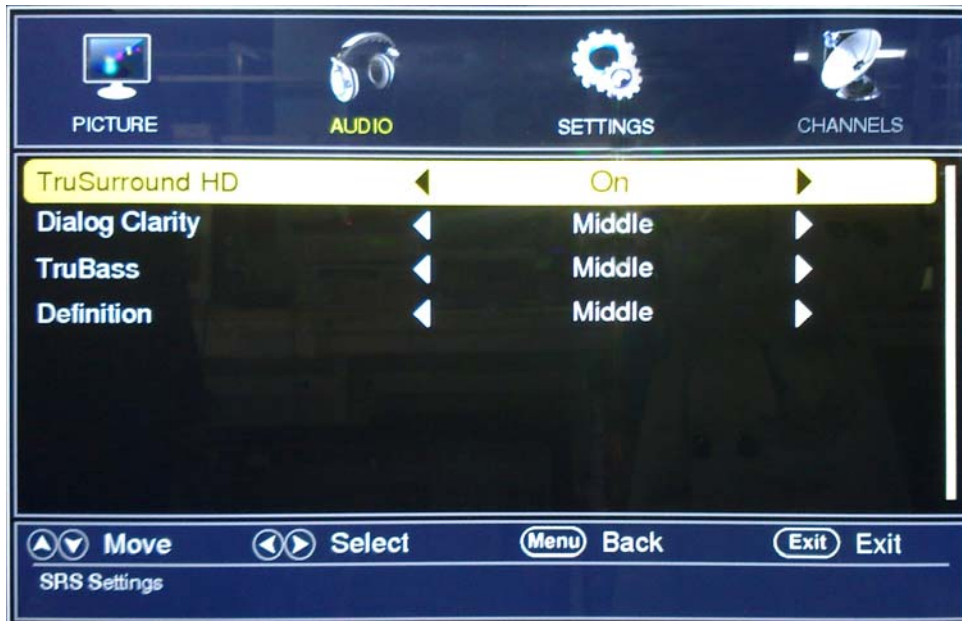 PICTURE AUDIO SETTINGS CHANNELS
TruSurround HD On
Dialog Clarity Middle
TruBass Middle
Definition Middle
Move Select Menu Back Exit Exit
SRS Settings